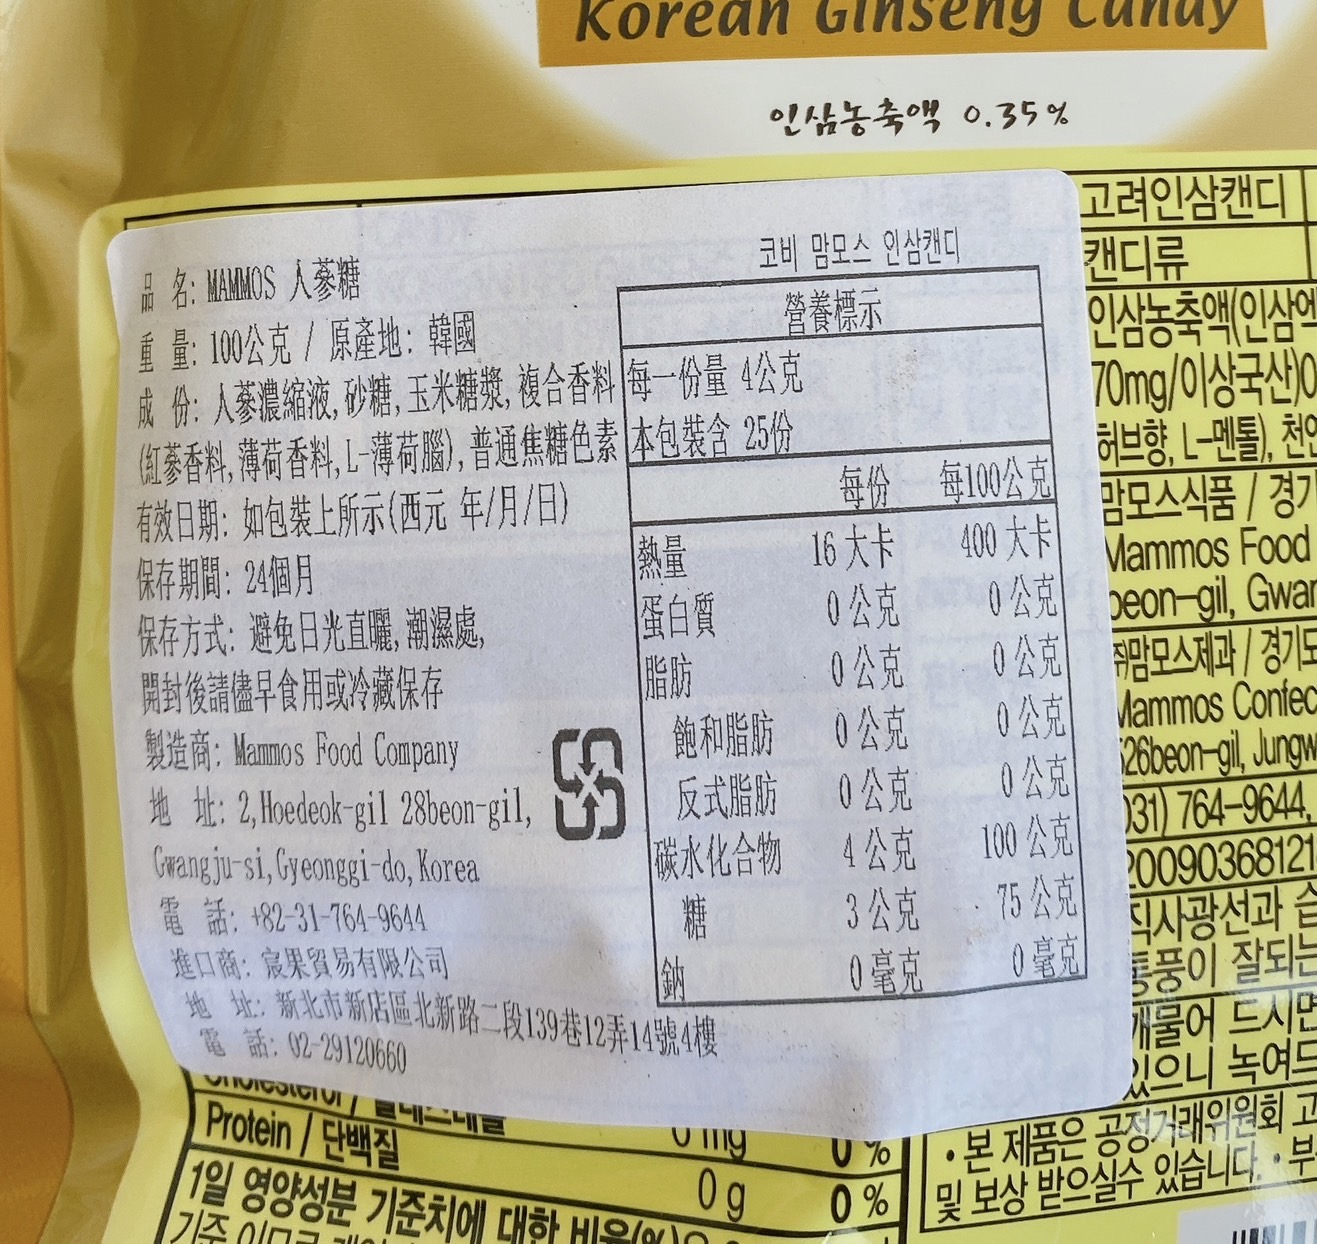 Korean Ginseng Candy
인삼농축액 0.35%
코비 맘모스 인삼캔디
品 名: MAMMOS 人蔘糖
重 量: 100公克 / 原產地: 韓國
成 份: 人蔘濃縮液, 砂糖, 玉米糖漿, 複合香料
(紅蔘香料, 薄荷香料, L-薄荷腦), 普通焦糖色素
有效日期: 如包裝上所示(西元 年/月/日)
保存期間: 24個月
保存方式: 避免日光直曬, 潮濕處,
開封後請儘早食用或冷藏保存
製造商: Mammos Food Company
地 址: 2, Hoedeok-gil 28beon-gil,
Gwangju-si, Gyeonggi-do, Korea
電 話: +82-31-764-9644
進口商: 宸果貿易有限公司
地 址: 新北市新店區北新路二段139巷12弄14號4樓
電 話: 02-29120660
營養標示
每一份量 4公克
本包裝含 25份
每份 每100公克
熱量 16 大卡 400 大卡
蛋白質 0 公克 0 公克
脂肪 0 公克 0 公克
飽和脂肪 0 公克 0 公克
反式脂肪 0 公克 0 公克
碳水化合物 4 公克 100 公克
糖 3 公克 75 公克
鈉 0 毫克 0 毫克
고려인삼캔디
캔디류
인삼농축액(인삼엑
70mg/이상국산)0
허브향, L-멘톨), 천연
맘모스식품 / 경기
Mammos Food
beon-gil, Gwan
㈜맘모스제과 / 경기도
Mammos Confec
526beon-gil, Jungw
031) 764-9644,
20090368121
직사광선과 습
통풍이 잘되는
깨물어 드시면
있으니 녹여드
• 본 제품은 공정거래위원회 고
및 보상 받으실수 있습니다. • 부
Cholesterol / 콜레스테롤 0 mg 0 %
Protein / 단백질 0 g 0 %
1일 영양성분 기준치에 대한 비율(%)